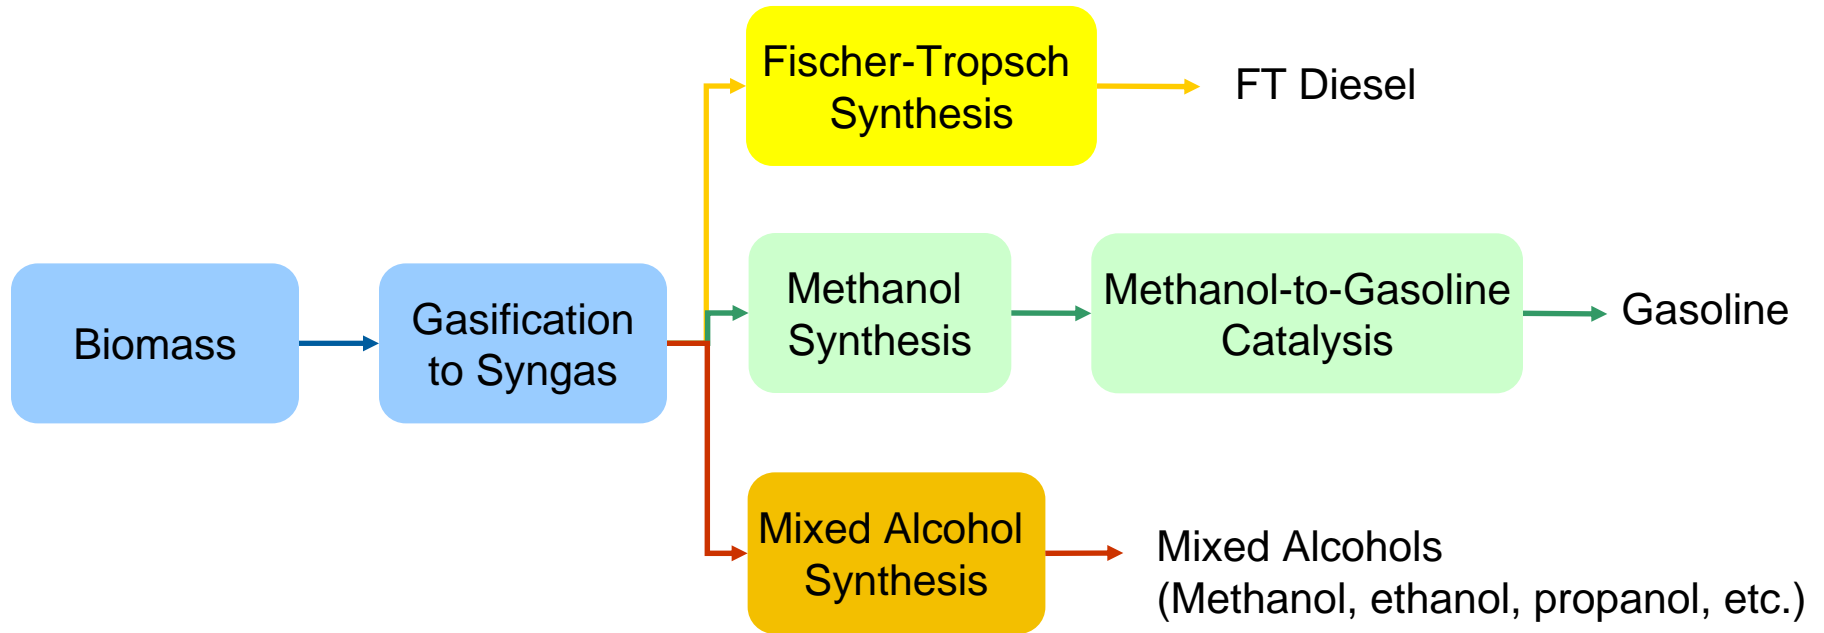 Biomass
Gasification
to Syngas
Fischer-Tropsch
Synthesis
FT Diesel
Methanol
Synthesis
Methanol-to-Gasoline
Catalysis
Gasoline
Mixed Alcohol
Synthesis
Mixed Alcohols
(Methanol, ethanol, propanol, etc.)